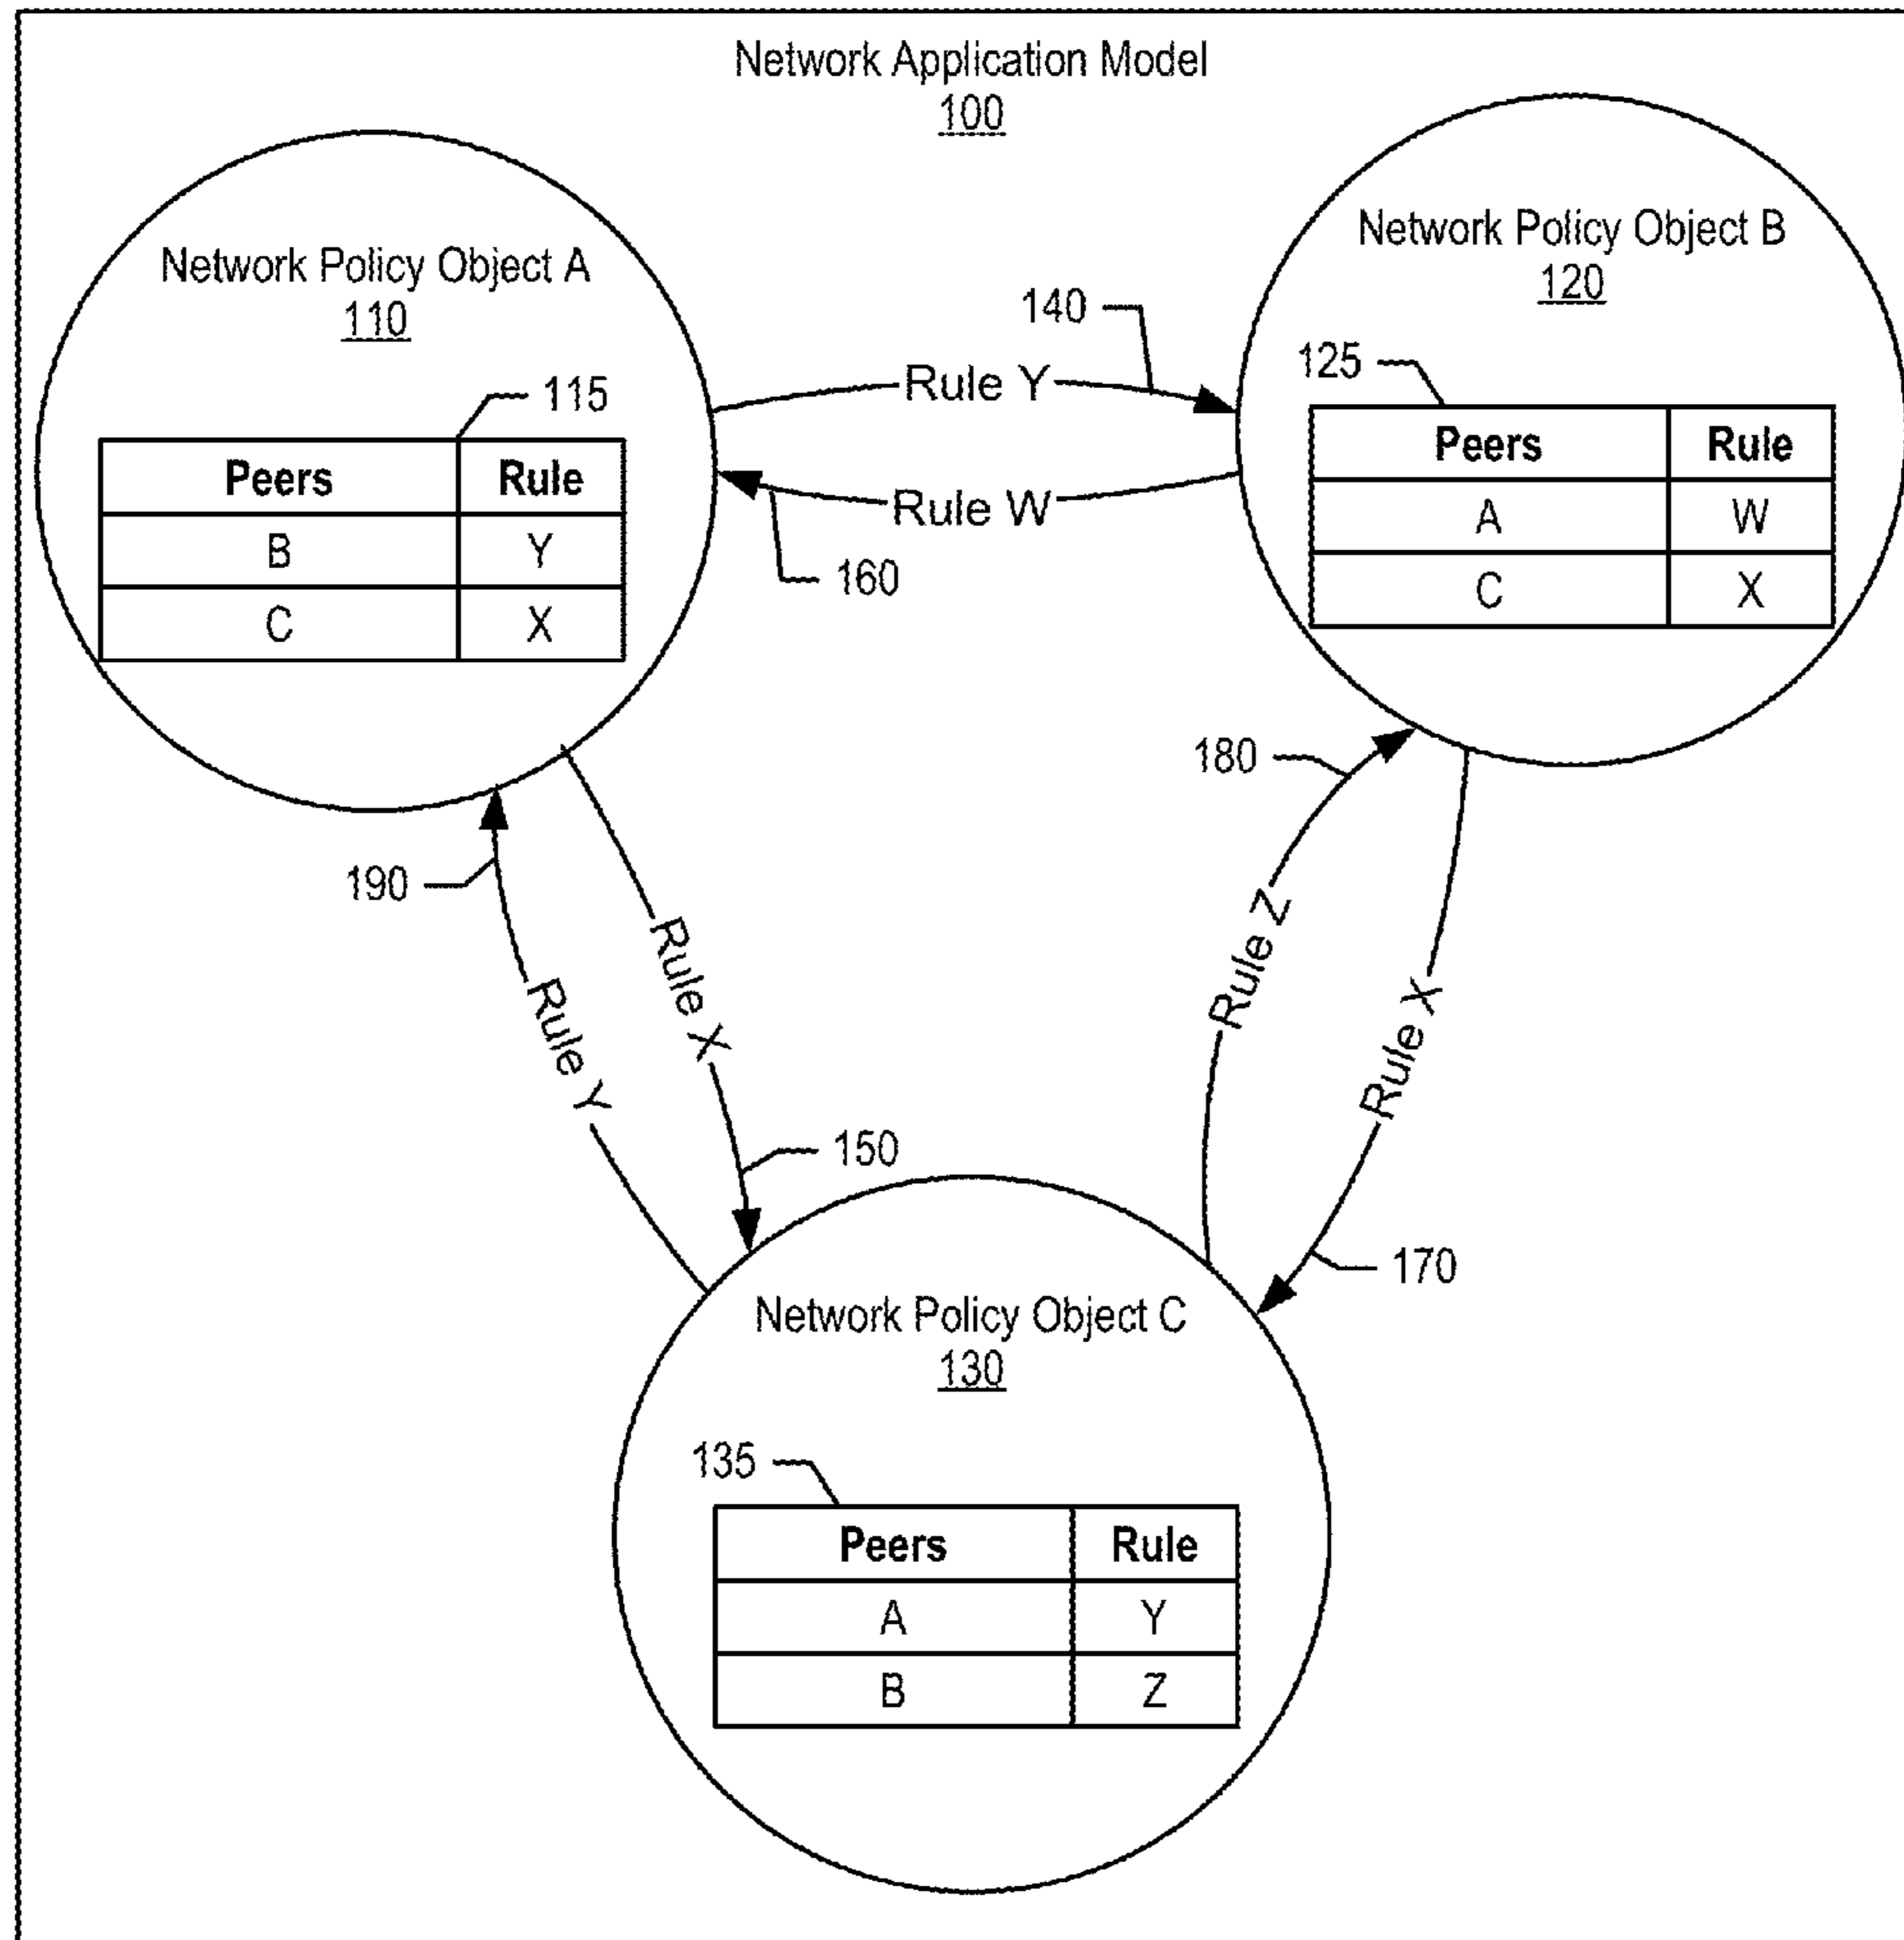 Network Application Model
100
Network Policy Object A
110
115
Peers Rule
B Y
C X
Network Policy Object B
120
125
Peers Rule
A W
C X
140
Rule Y
Rule W
160
180
190
Rule X
Rule Y
Rule Z
Rule X
150
170
Network Policy Object C
130
135
Peers Rule
A Y
B Z